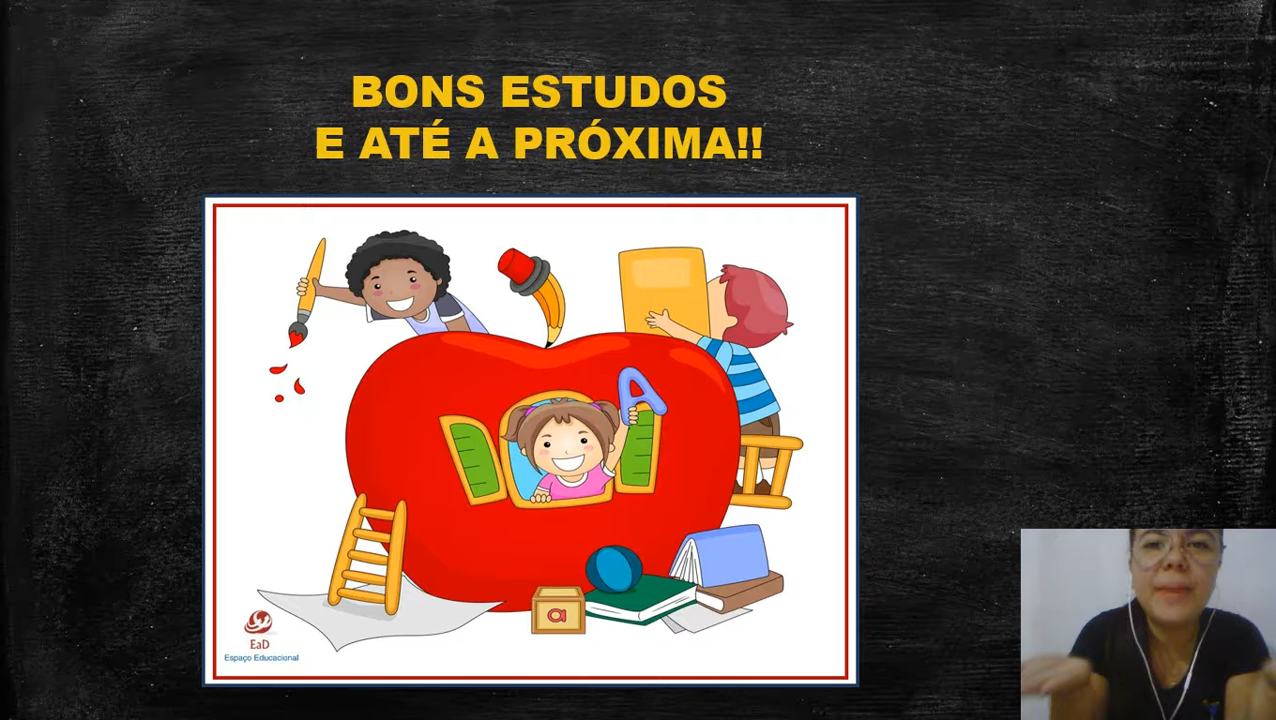 BONS ESTUDOS
E ATÉ A PRÓXIMA!!
A
a
EaD
Espaço Educacional